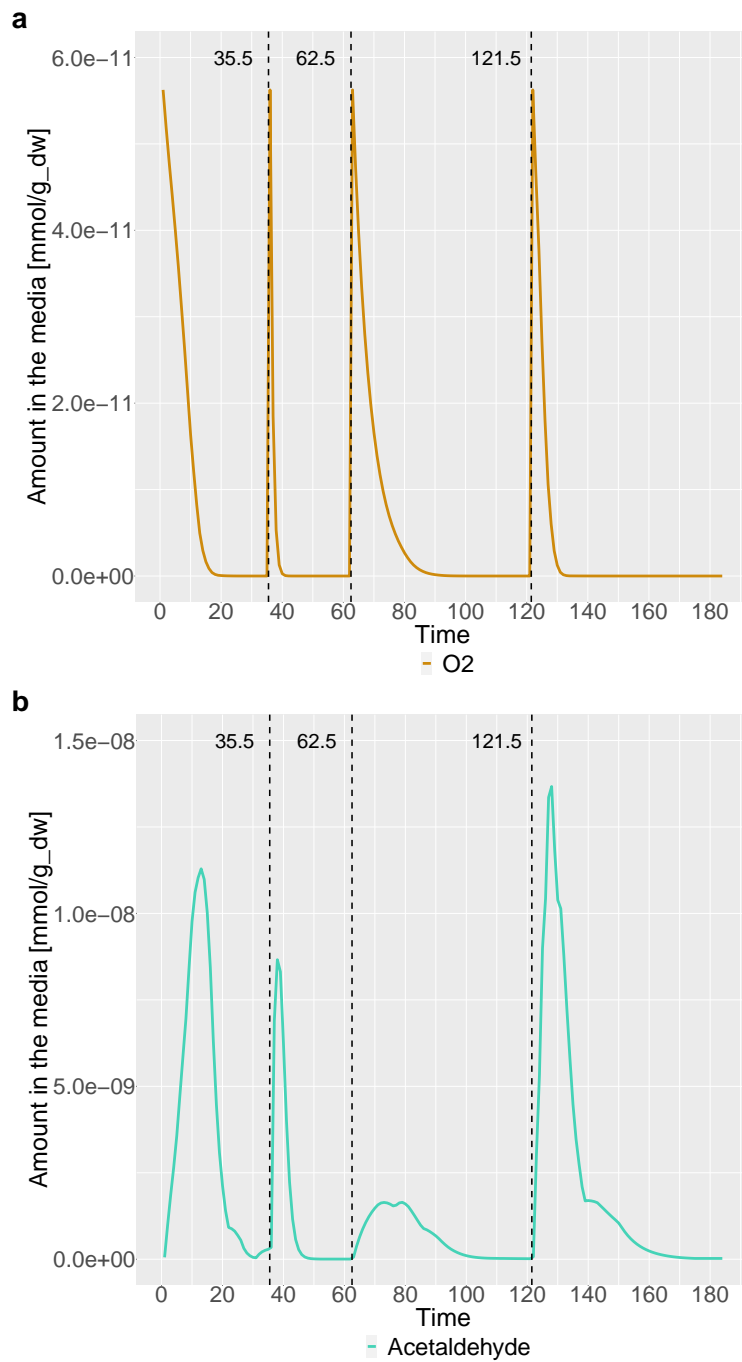 a
35.5 62.5 121.5
6.0e−11
4.0e−11
2.0e−11
0.0e+00
Amount in the media [mmol/g_dw]
0 20 40 60 80 100 120 140 160 180
Time
O2
b
35.5 62.5 121.5
1.5e−08
1.0e−08
5.0e−09
0.0e+00
Amount in the media [mmol/g_dw]
0 20 40 60 80 100 120 140 160 180
Time
Acetaldehyde